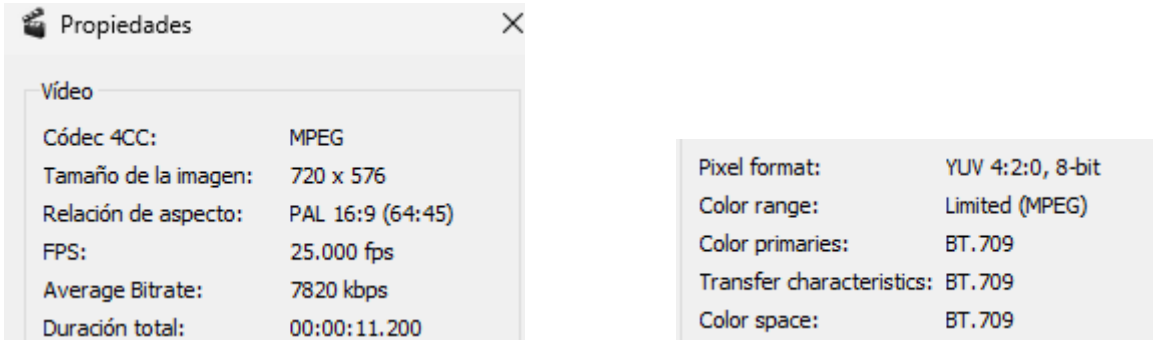 Propiedades
Vídeo
Códec 4CC: MPEG
Tamaño de la imagen: 720 x 576
Relación de aspecto: PAL 16:9 (64:45)
FPS: 25.000 fps
Average Bitrate: 7820 kbps
Duración total: 00:00:11.200
Pixel format: YUV 4:2:0, 8-bit
Color range: Limited (MPEG)
Color primaries: BT.709
Transfer characteristics: BT.709
Color space: BT.709